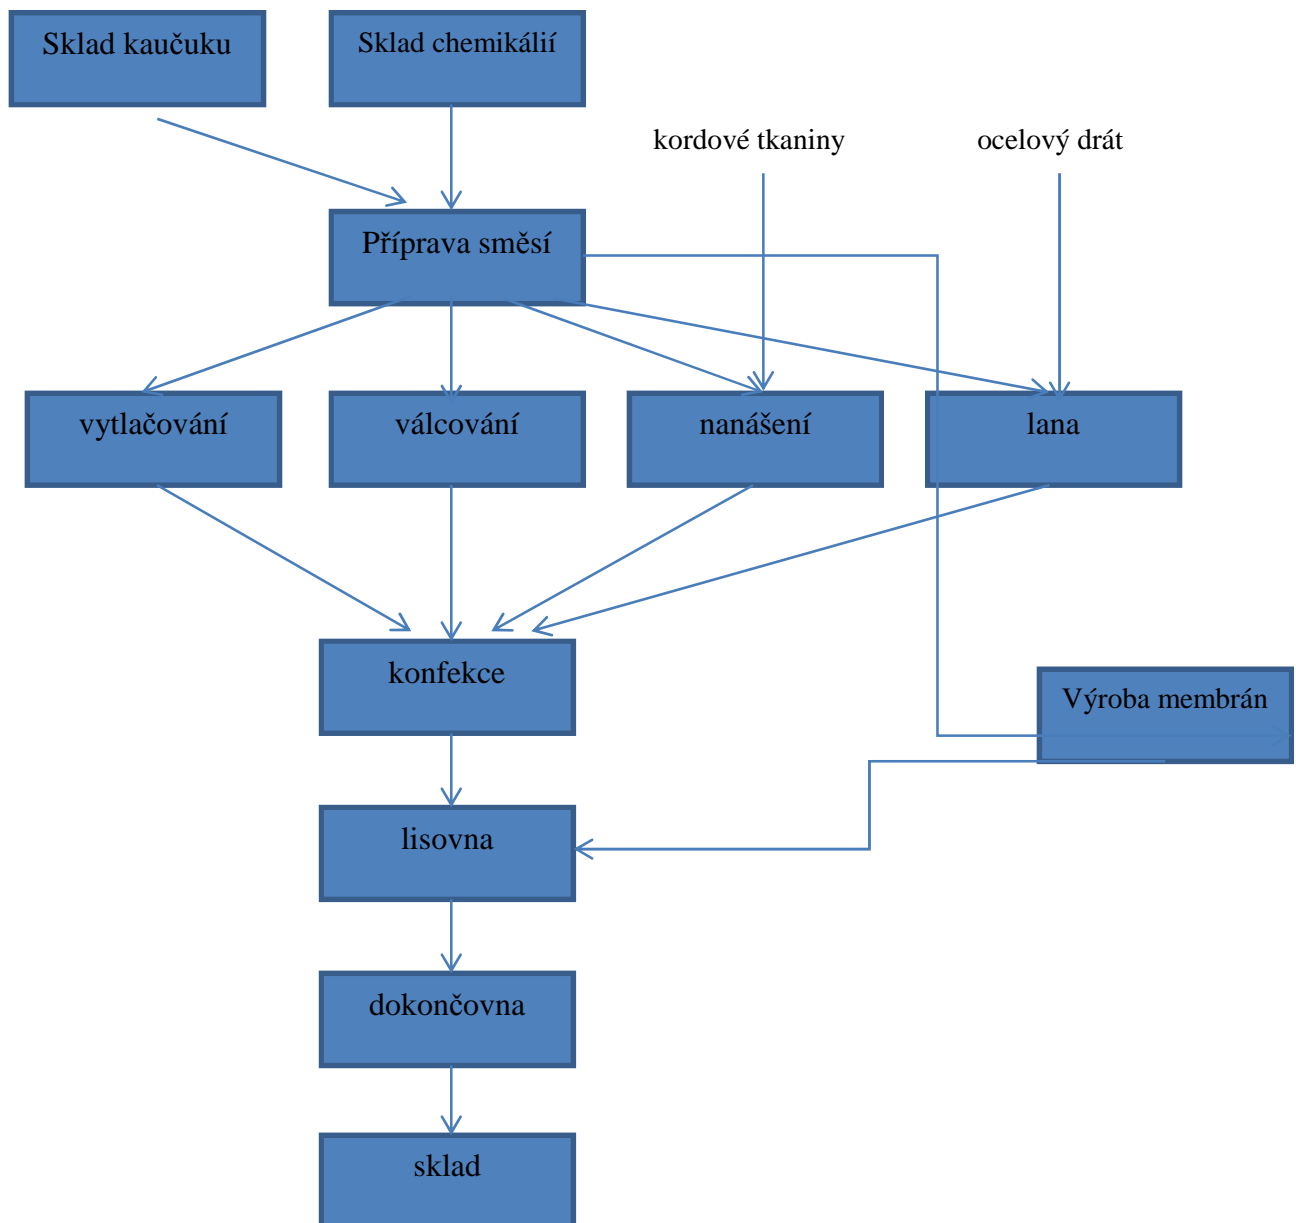 Sklad kaučuku
Sklad chemikálií
kordové tkaniny
ocelový drát
Příprava směsí
vytlačování
válcování
nanášení
lana
konfekce
Výroba membrán
lisovna
dokončovna
sklad